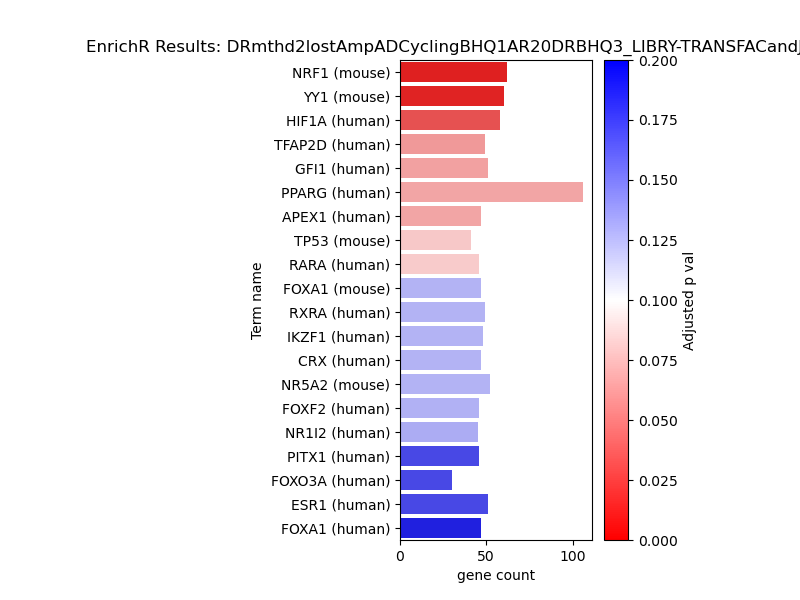 EnrichR Results: DRmthd2lostAmpADCyclingBHQ1AR20DRBHQ3_LIBRY-TRANSFACandJ
NRF1 (mouse)
YY1 (mouse)
HIF1A (human)
TFAP2D (human)
GFI1 (human)
PPARG (human)
APEX1 (human)
TP53 (mouse)
RARA (human)
FOXA1 (mouse)
RXRA (human)
IKZF1 (human)
CRX (human)
NR5A2 (mouse)
FOXF2 (human)
NR1I2 (human)
PITX1 (human)
FOXO3A (human)
ESR1 (human)
FOXA1 (human)
Term name
0
50
100
gene count
0.200
0.175
0.150
0.125
0.100
0.075
0.050
0.025
0.000
Adjusted p val